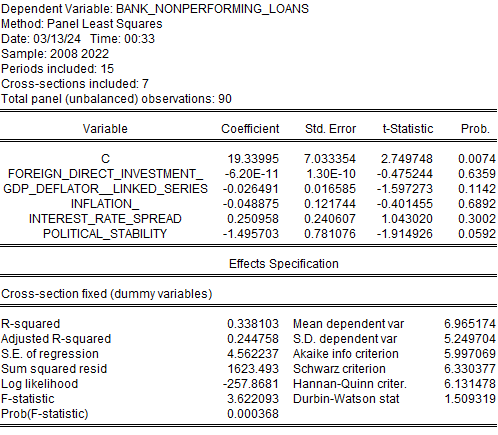 Dependent Variable: BANK_NONPERFORMING_LOANS
Method: Panel Least Squares
Date: 03/13/24 Time: 00:33
Sample: 2008 2022
Periods included: 15
Cross-sections included: 7
Total panel (unbalanced) observations: 90
Variable Coefficient Std. Error t-Statistic Prob.
C 19.33995 7.033354 2.749748 0.0074
FOREIGN_DIRECT_INVESTMENT_ -6.20E-11 1.30E-10 -0.475244 0.6359
GDP_DEFLATOR__LINKED_SERIES -0.026491 0.016585 -1.597273 0.1142
INFLATION_ -0.048875 0.121744 -0.401455 0.6892
INTEREST_RATE_SPREAD 0.250958 0.240607 1.043020 0.3002
POLITICAL_STABILITY -1.495703 0.781076 -1.914926 0.0592
Effects Specification
Cross-section fixed (dummy variables)
R-squared 0.338103 Mean dependent var 6.965174
Adjusted R-squared 0.244758 S.D. dependent var 5.249704
S.E. of regression 4.562237 Akaike info criterion 5.997069
Sum squared resid 1623.493 Schwarz criterion 6.330377
Log likelihood -257.8681 Hannan-Quinn criter. 6.131478
F-statistic 3.622093 Durbin-Watson stat 1.509319
Prob(F-statistic) 0.000368